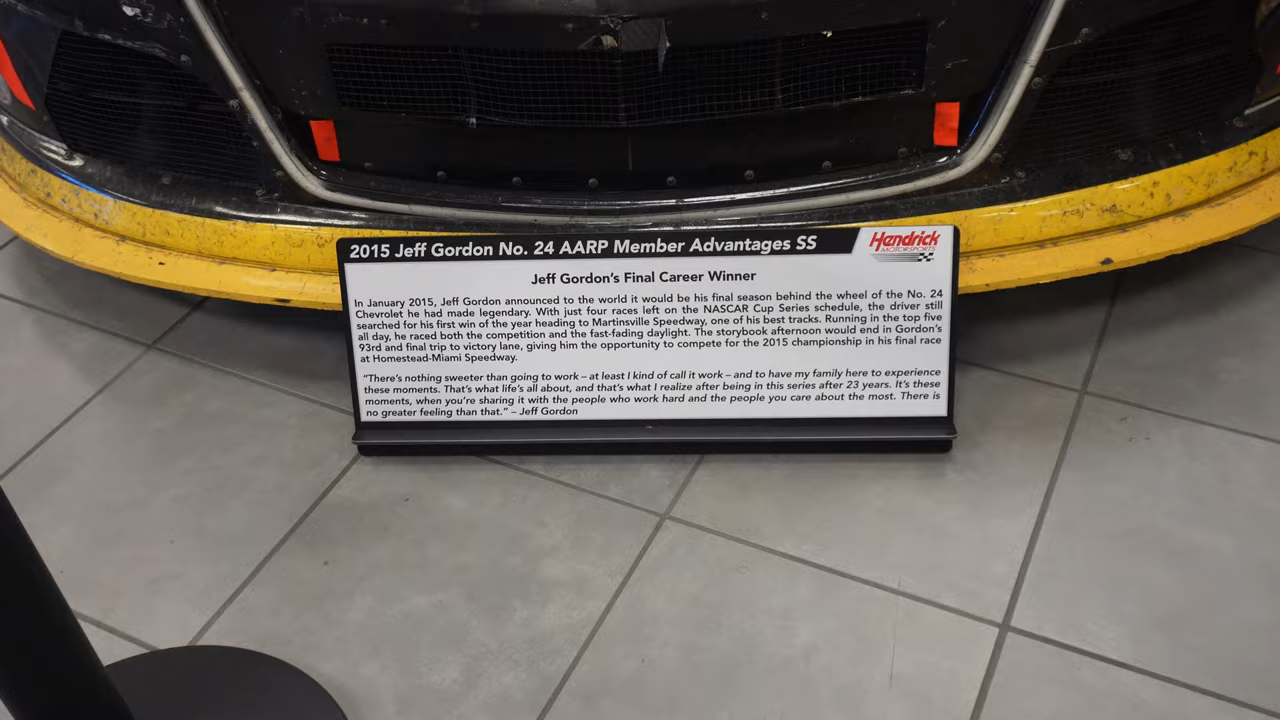 2015 Jeff Gordon No. 24 AARP Member Advantages SS
Hendrick
MOTORSPORTS
Jeff Gordon's Final Career Winner
In January 2015, Jeff Gordon announced to the world it would be his final season behind the wheel of the No. 24
Chevrolet he had made legendary. With just four races left on the NASCAR Cup Series schedule, the driver still
searched for his first win of the year heading to Martinsville Speedway, one of his best tracks. Running in the top five
all day, he raced both the competition and the fast-fading daylight. The storybook afternoon would end in Gordon's
93rd and final trip to victory lane, giving him the opportunity to compete for the 2015 championship in his final race
at Homestead-Miami Speedway.
"There's nothing sweeter than going to work – at least I kind of call it work – and to have my family here to experience
these moments. That's what life's all about, and that's what I realize after being in this series after 23 years. It's these
moments, when you're sharing it with the people who work hard and the people you care about the most. There is
no greater feeling than that." – Jeff Gordon